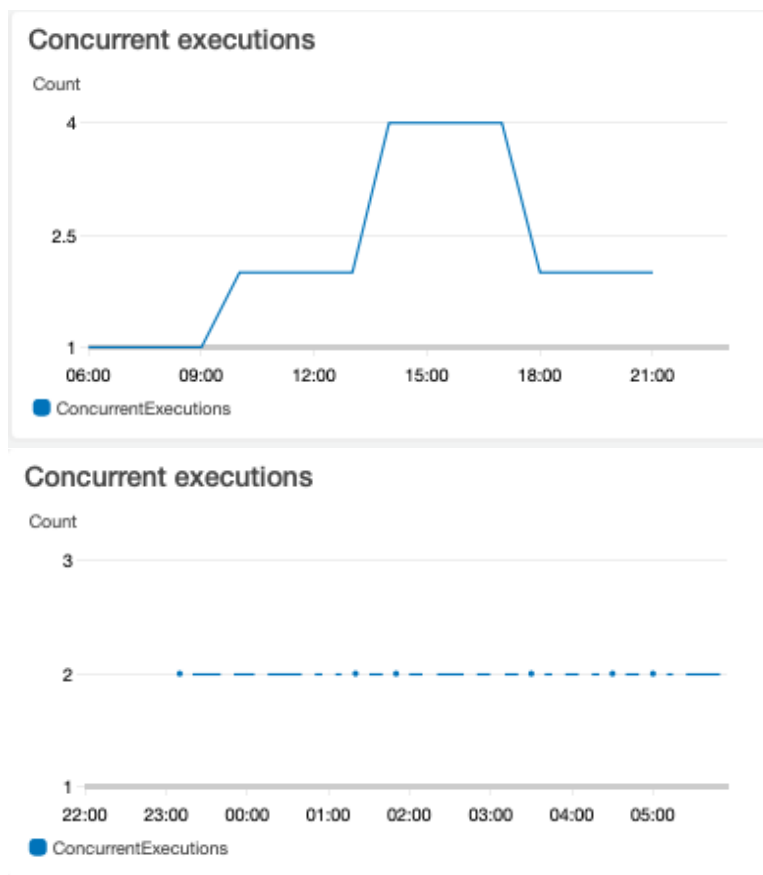 Concurrent executions
Count
4
2.5
1
06:00 09:00 12:00 15:00 18:00 21:00
ConcurrentExecutions
Concurrent executions
Count
3
2
1
22:00 23:00 00:00 01:00 02:00 03:00 04:00 05:00
ConcurrentExecutions